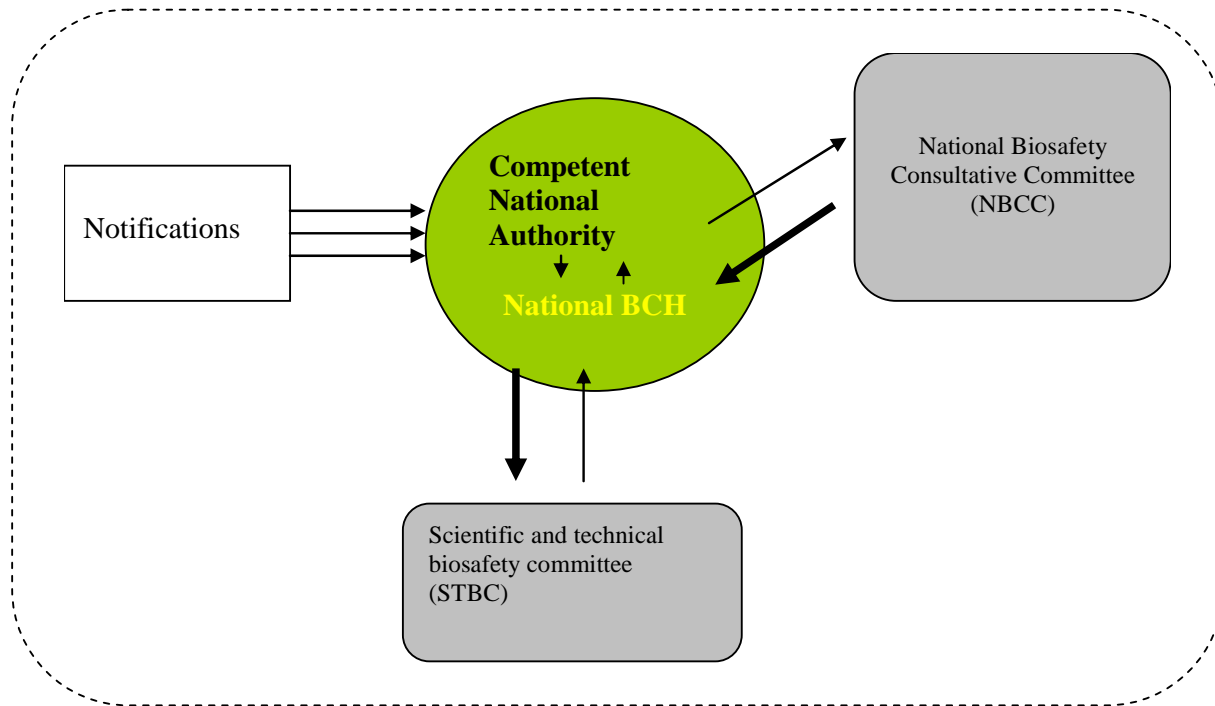 Notifications
Competent
National
Authority
National BCH
National Biosafety
Consultative Committee
(NBCC)
Scientific and technical
biosafety committee
(STBC)